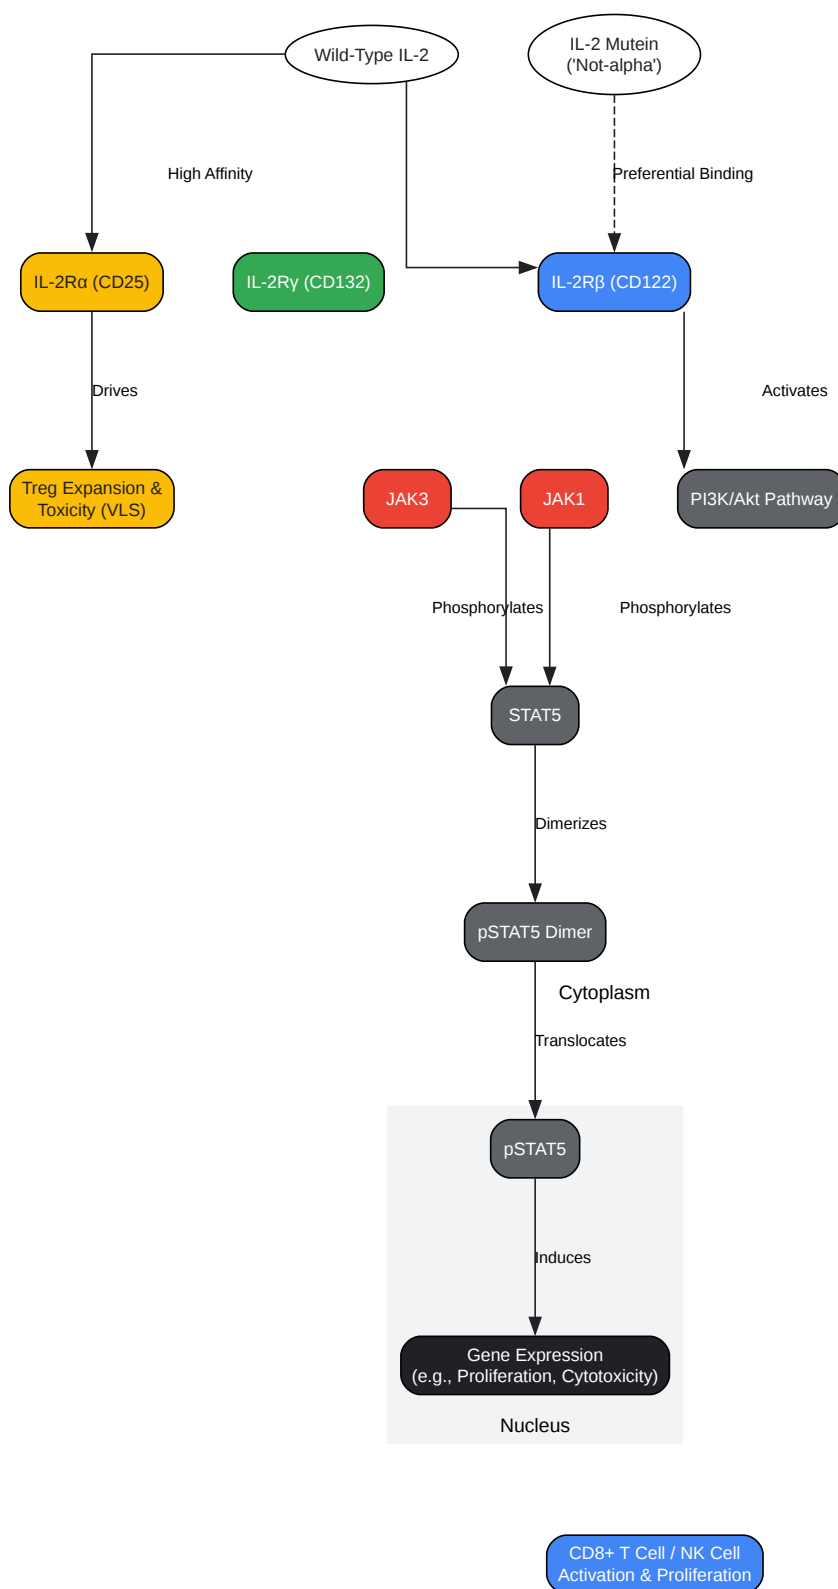 Wild-Type IL-2
IL-2 Mutein
('Not-alpha')
High Affinity
Preferential Binding
IL-2Rα (CD25)
IL-2Rγ (CD132)
IL-2Rβ (CD122)
Drives
Activates
Treg Expansion &
Toxicity (VLS)
JAK3
JAK1
PI3K/Akt Pathway
Phosphorylates
Phosphorylates
STAT5
Dimerizes
pSTAT5 Dimer
Cytoplasm
Translocates
pSTAT5
Induces
Gene Expression
(e.g., Proliferation, Cytotoxicity)
Nucleus
CD8+ T Cell / NK Cell
Activation & Proliferation